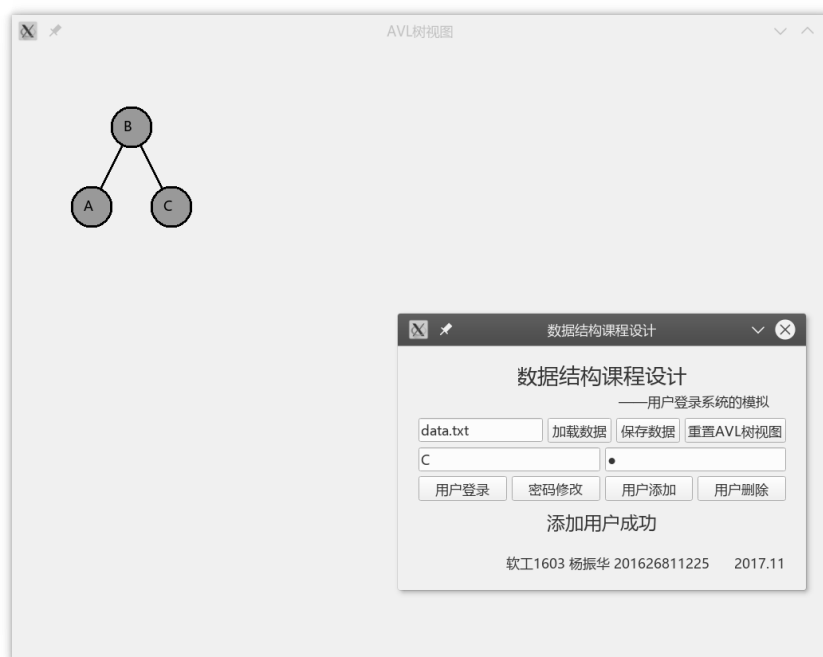 AVL树视图
B
A C
数据结构课程设计
数据结构课程设计
——用户登录系统的模拟
data.txt 加载数据 保存数据 重置AVL树视图
C ●
用户登录 密码修改 用户添加 用户删除
添加用户成功
软工1603 杨振华 201626811225 2017.11